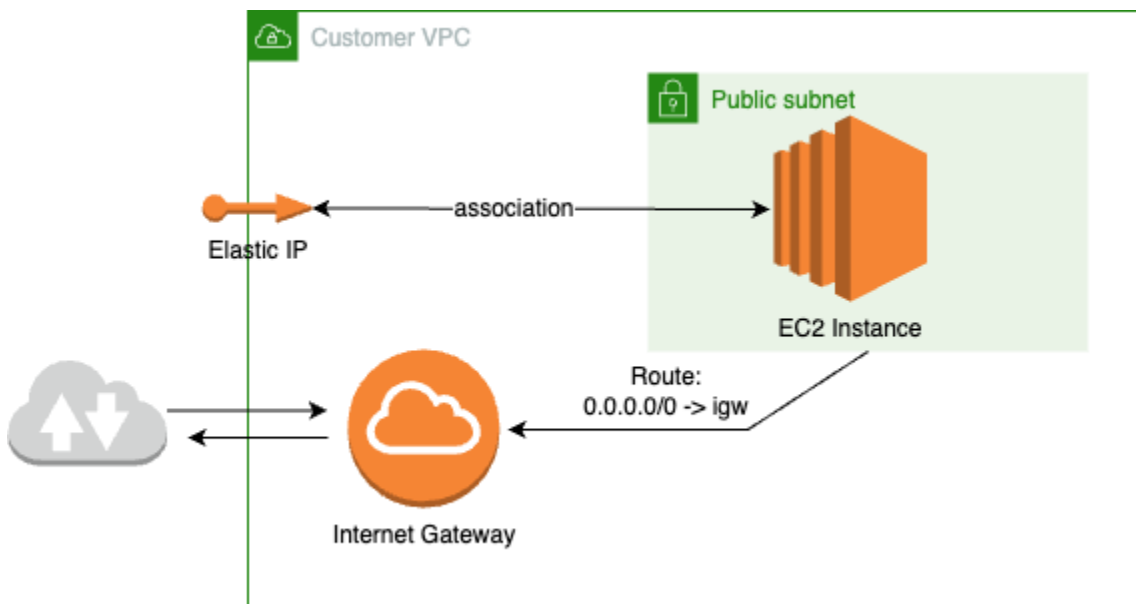 Customer VPC
Public subnet
association
Elastic IP
EC2 Instance
Route:
0.0.0.0/0 -> igw
Internet Gateway